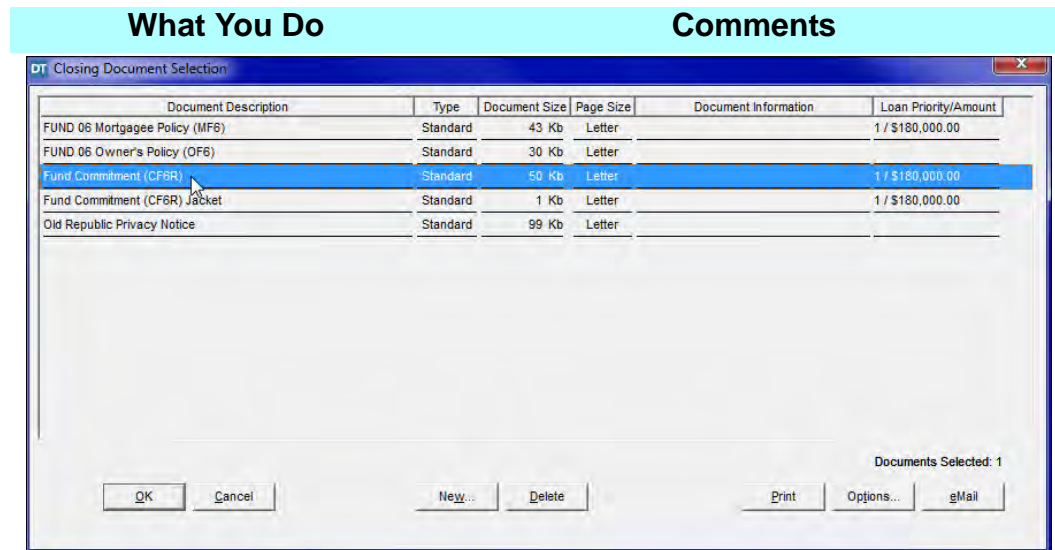 What You Do Comments
DT Closing Document Selection X
Document Description Type Document Size Page Size Document Information Loan Priority/Amount
FUND 06 Mortgagee Policy (MF6) Standard 43 Kb Letter 1 / $180,000.00
FUND 06 Owner's Policy (OF6) Standard 30 Kb Letter
Fund Commitment (CF6R) Standard 50 Kb Letter 1 / $180,000.00
Fund Commitment (CF6R) Jacket Standard 1 Kb Letter 1 / $180,000.00
Old Republic Privacy Notice Standard 99 Kb Letter
Documents Selected: 1
OK Cancel New... Delete Print Options... eMail